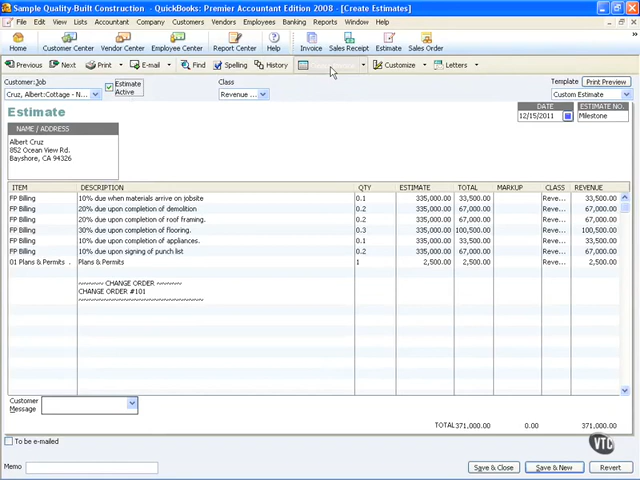 Sample Quality-Built Construction - QuickBooks: Premier Accountant Edition 2008 - [Create Estimates]
File Edit View Lists Accountant Company Customers Vendors Employees Banking Reports Window Help
Home Customer Center Vendor Center Employee Center Report Center Help Invoice Sales Receipt Estimate Sales Order
Previous Next Print E-mail Find Spelling History Customize Letters
Customer:Job Estimate Active Class Template Print Preview
Cruz, Albert:Cottage - N... Revenue ... Custom Estimate
Estimate DATE ESTIMATE NO.
12/15/2011 Milestone
NAME / ADDRESS
Albert Cruz
852 Ocean View Rd.
Bayshore, CA 94326
ITEM DESCRIPTION QTY ESTIMATE TOTAL MARKUP CLASS REVENUE
FP Billing 10% due when materials arrive on jobsite 0.1 335,000.00 33,500.00 Reve... 33,500.00
FP Billing 20% due upon completion of demolition 0.2 335,000.00 67,000.00 Reve... 67,000.00
FP Billing 20% due upon completion of roof framing. 0.2 335,000.00 67,000.00 Reve... 67,000.00
FP Billing 30% due upon completion of flooring. 0.3 335,000.00 100,500.00 Reve... 100,500.00
FP Billing 10% due upon completion of appliances. 0.1 335,000.00 33,500.00 Reve... 33,500.00
FP Billing 20% due upon signing of punch list 0.2 335,000.00 67,000.00 Reve... 67,000.00
01 Plans & Permits . Plans & Permits 1 2,500.00 2,500.00 Reve... 2,500.00
~~~~~ CHANGE ORDER ~~~~~
CHANGE ORDER #101
~~~~~~~~~~~~~~~~~~~~
Customer Message
TOTAL 371,000.00 0.00 371,000.00
To be e-mailed
VTC
Memo Save & Close Save & New Revert